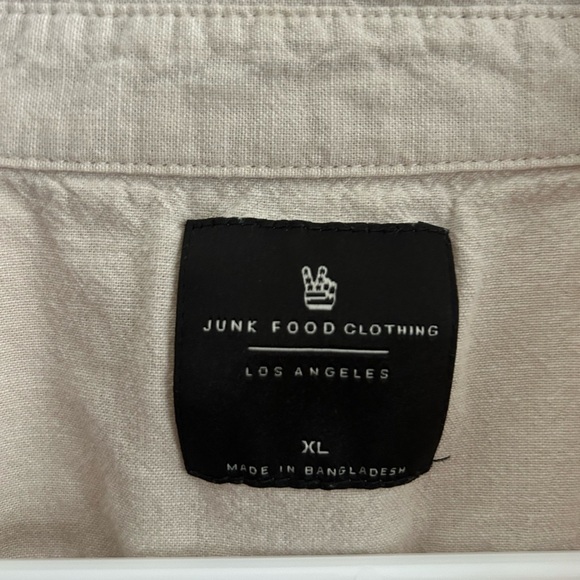 JUNK FOOD CLOTHING
LOS ANGELES
XL
MADE IN BANGLADESH